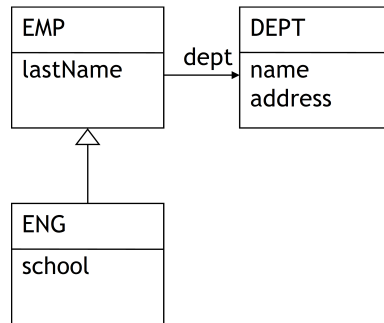 EMP
lastName
dept
DEPT
name
address
ENG
school